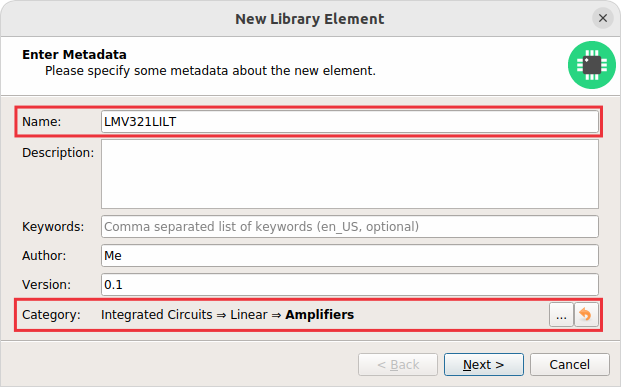 New Library Element
Enter Metadata
Please specify some metadata about the new element.
Name: LMV321LILT
Description:
Keywords: Comma separated list of keywords (en_US, optional)
Author: Me
Version: 0.1
Category: Integrated Circuits ⇒ Linear ⇒ Amplifiers ...
< Back Next > Cancel